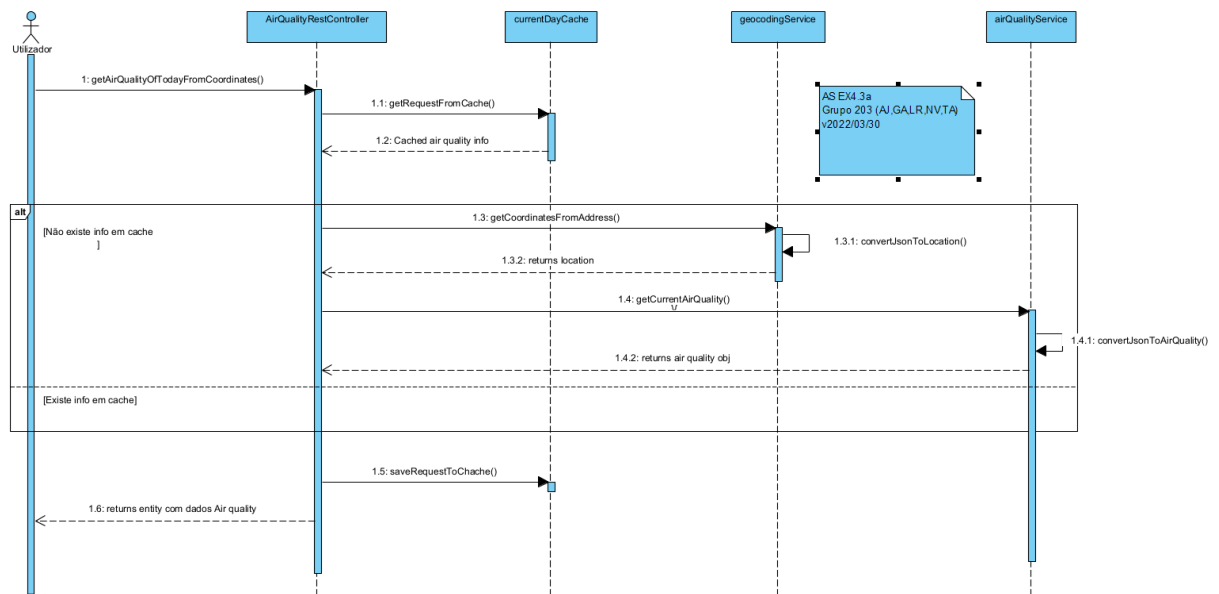 AirQualityRestController
currentDayCache
geocodingService
airQualityService
Utilizador
1: getAirQualityOfTodayFromCoordinates()
AS EX4.3a
Grupo 203 (AJ,GA,LR,NV,TA)
v2022/03/30
1.1: getRequestFromCache()
1.2: Cached air quality info
alt
[Não existe info em cache
]
1.3: getCoordinatesFromAddress()
1.3.1: convertJsonToLocation()
1.3.2: returns location
1.4: getCurrentAirQuality()
1.4.1: convertJsonToAirQuality()
1.4.2: returns air quality obj
[Existe info em cache]
1.5: saveRequestToChache()
1.6: returns entity com dados Air quality